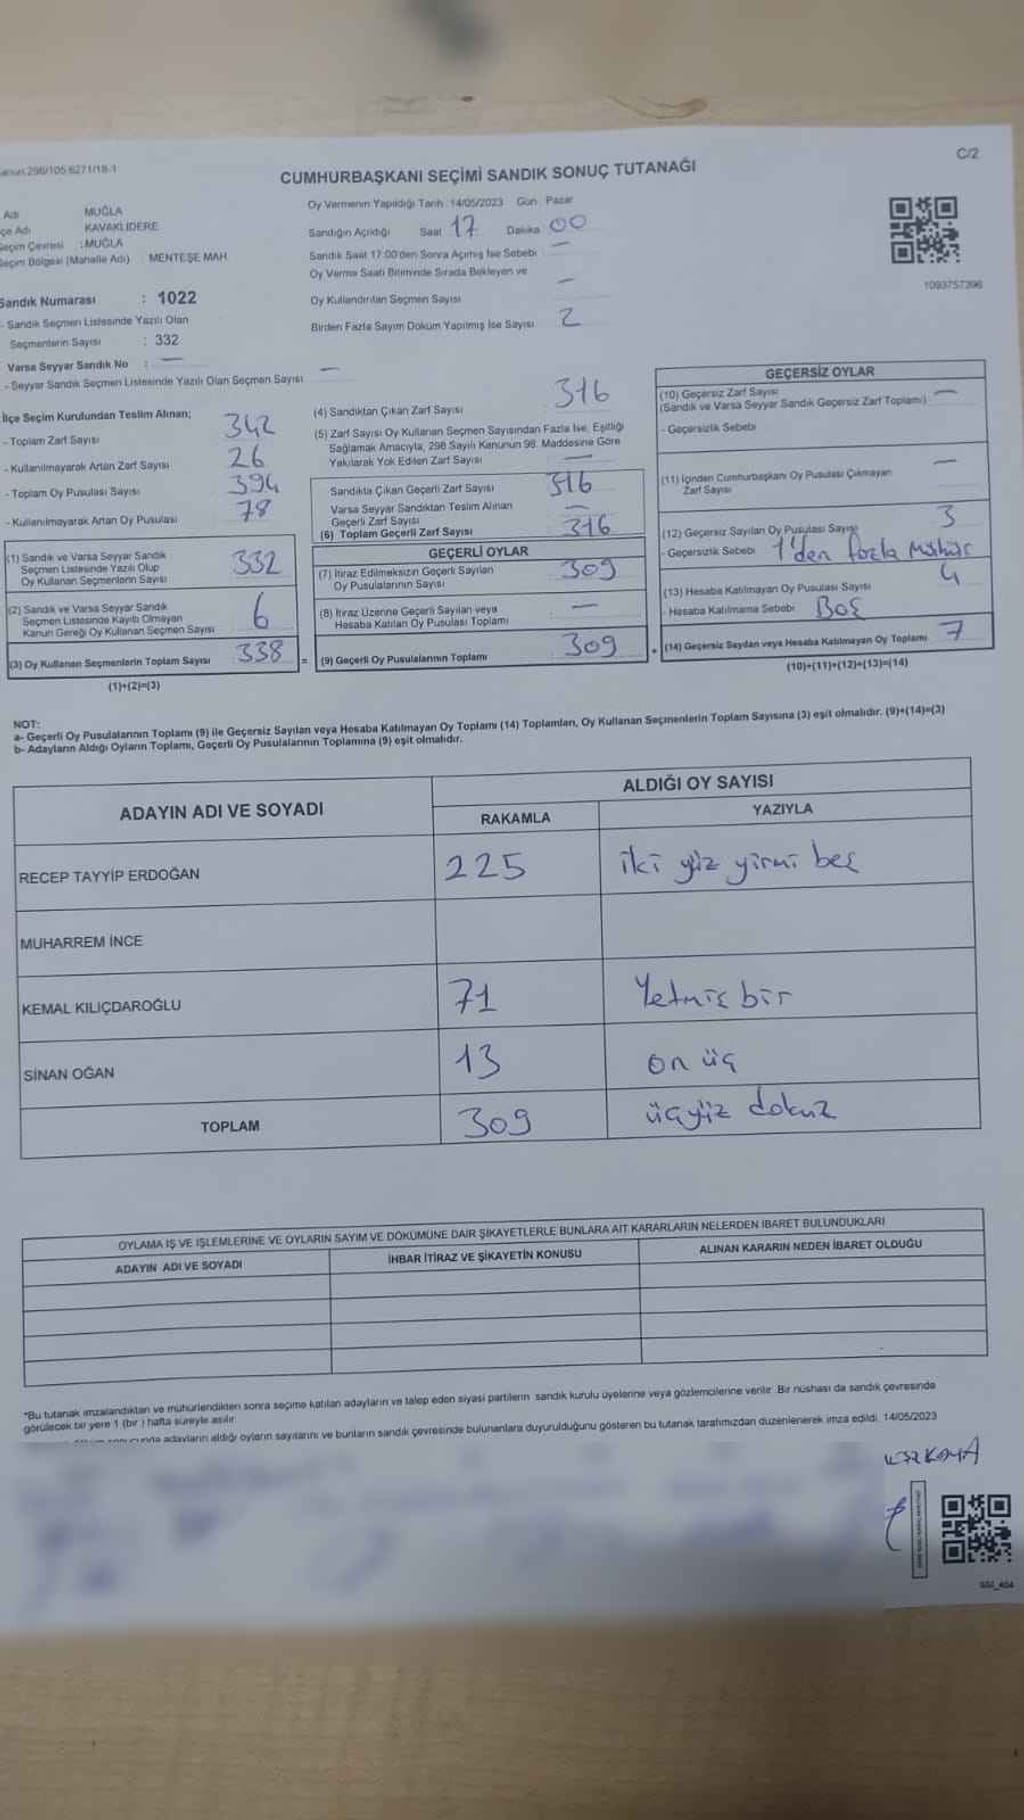 298/105 6271/18-1
C/2
CUMHURBAŞKANI SEÇİMİ SANDIK SONUÇ TUTANAĞI
Adı MUĞLA
çe Adı KAVAKLIDERE
Seçim Çevresi : MUĞLA
Seçim Bölgesi (Mahalle Adı) MENTEŞE MAH.
Sandık Numarası : 1022
- Sandık Seçmen Listesinde Yazılı Olan
Seçmenlerin Sayısı : 332
Varsa Seyyar Sandık No : —
- Seyyar Sandık Seçmen Listesinde Yazılı Olan Seçmen Sayısı —
Oy Vermenin Yapıldığı Tarih : 14/05/2023 Gün : Pazar
Sandığın Açıldığı Saat 17 Dakika 00
Sandık Saat 17:00'den Sonra Açılmış İse Sebebi —
Oy Verme Saati Bitiminde Sırada Bekleyen ve
Oy Kullandırılan Seçmen Sayısı —
Birden Fazla Sayım Döküm Yapılmış İse Sayısı 2
1093757396
İlçe Seçim Kurulundan Teslim Alınan;
- Toplam Zarf Sayısı 342
- Kullanılmayarak Artan Zarf Sayısı 26
- Toplam Oy Pusulası Sayısı 394
- Kullanılmayarak Artan Oy Pusulası 78
(1) Sandık ve Varsa Seyyar Sandık
Seçmen Listesinde Yazılı Olup
Oy Kullanan Seçmenlerin Sayısı 332
(2) Sandık ve Varsa Seyyar Sandık
Seçmen Listesinde Kayıtlı Olmayan
Kanun Gereği Oy Kullanan Seçmen Sayısı 6
(3) Oy Kullanan Seçmenlerin Toplam Sayısı 338 =
(1)+(2)=(3)
(4) Sandıktan Çıkan Zarf Sayısı 316
(5) Zarf Sayısı Oy Kullanan Seçmen Sayısından Fazla İse, Eşitliği
Sağlamak Amacıyla, 298 Sayılı Kanunun 98. Maddesine Göre
Yakılarak Yok Edilen Zarf Sayısı —
Sandıkta Çıkan Geçerli Zarf Sayısı 316
Varsa Seyyar Sandıktan Teslim Alınan
Geçerli Zarf Sayısı —
(6) Toplam Geçerli Zarf Sayısı 316
GEÇERLİ OYLAR
(7) İtiraz Edilmeksizin Geçerli Sayılan
Oy Pusulalarının Sayısı 309
(8) İtiraz Üzerine Geçerli Sayılan veya
Hesaba Katılan Oy Pusulası Toplamı —
(9) Geçerli Oy Pusulalarının Toplamı 309
GEÇERSİZ OYLAR
(10) Geçersiz Zarf Sayısı
(Sandık ve Varsa Seyyar Sandık Geçersiz Zarf Toplamı) —
- Geçersizlik Sebebi
(11) İçinden Cumhurbaşkanı Oy Pusulası Çıkmayan
Zarf Sayısı —
(12) Geçersiz Sayılan Oy Pusulası Sayısı 3
- Geçersizlik Sebebi 1'den fazla mühür
(13) Hesaba Katılmayan Oy Pusulası Sayısı 4
- Hesaba Katılmama Sebebi Boş
+ (14) Geçersiz Sayılan veya Hesaba Katılmayan Oy Toplamı 7
(10)+(11)+(12)+(13)=(14)
NOT:
a- Geçerli Oy Pusulalarının Toplamı (9) ile Geçersiz Sayılan veya Hesaba Katılmayan Oy Toplamı (14) Toplamları, Oy Kullanan Seçmenlerin Toplam Sayısına (3) eşit olmalıdır. (9)+(14)=(3)
b- Adayların Aldığı Oyların Toplamı, Geçerli Oy Pusulalarının Toplamına (9) eşit olmalıdır.
ADAYIN ADI VE SOYADI
ALDIĞI OY SAYISI
RAKAMLA YAZIYLA
RECEP TAYYİP ERDOĞAN 225 iki yüz yirmi beş
MUHARREM İNCE
KEMAL KILIÇDAROĞLU 71 Yetmiş bir
SİNAN OĞAN 13 on üç
TOPLAM 309 üçyüz dokuz
OYLAMA İŞ VE İŞLEMLERİNE VE OYLARIN SAYIM VE DÖKÜMÜNE DAİR ŞİKAYETLERLE BUNLARA AİT KARARLARIN NELERDEN İBARET BULUNDUKLARI
ADAYIN ADI VE SOYADI İHBAR İTİRAZ VE ŞİKAYETİN KONUSU ALINAN KARARIN NEDEN İBARET OLDUĞU
*Bu tutanak imzalandıktan ve mühürlendikten sonra seçime katılan adayların ve talep eden siyasi partilerin sandık kurulu üyelerine veya gözlemcilerine verilir. Bir nüshası da sandık çevresinde
görülecek bir yere 1 (bir) hafta süreyle asılır.
adayların aldığı oyların sayılarını ve bunların sandık çevresinde bulunanlara duyurulduğunu gösteren bu tutanak tarafımızdan düzenlenerek imza edildi. 14/05/2023